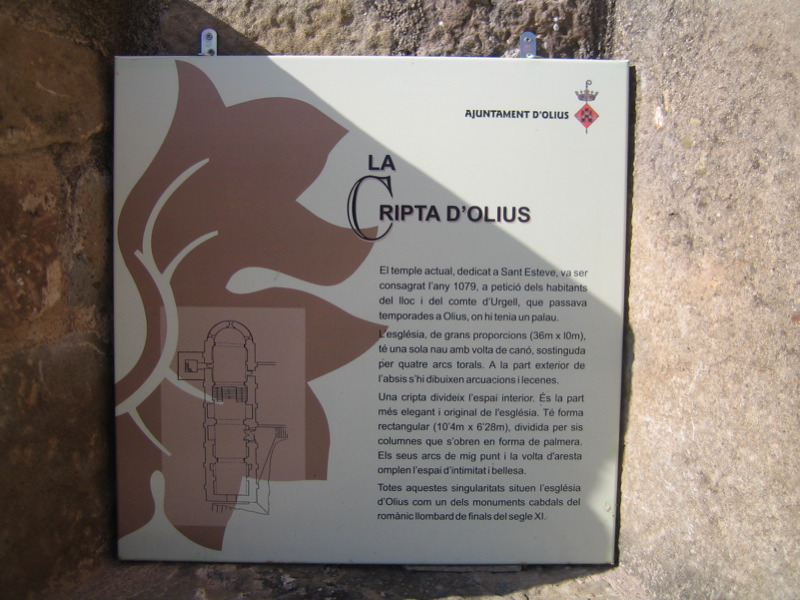 AJUNTAMENT D'OLIUS
LA
CRIPTA D'OLIUS
El temple actual, dedicat a Sant Esteve, va ser
consagrat l'any 1079, a petició dels habitants
del lloc i del comte d'Urgell, que passava
temporades a Olius, on hi tenia un palau.
L'església, de grans proporcions (36m x l0m),
té una sola nau amb volta de canó, sostinguda
per quatre arcs torals. A la part exterior de
l'absis s'hi dibuixen arcuacions i lecenes.
Una cripta divideix l'espai interior. És la part
més elegant i original de l'església. Té forma
rectangular (10'4m x 6'28m), dividida per sis
columnes que s'obren en forma de palmera.
Els seus arcs de mig punt i la volta d'aresta
omplen l'espai d'intimitat i bellesa.
Totes aquestes singularitats situen l'església
d'Olius com un dels monuments cabdals del
romànic llombard de finals del segle XI.